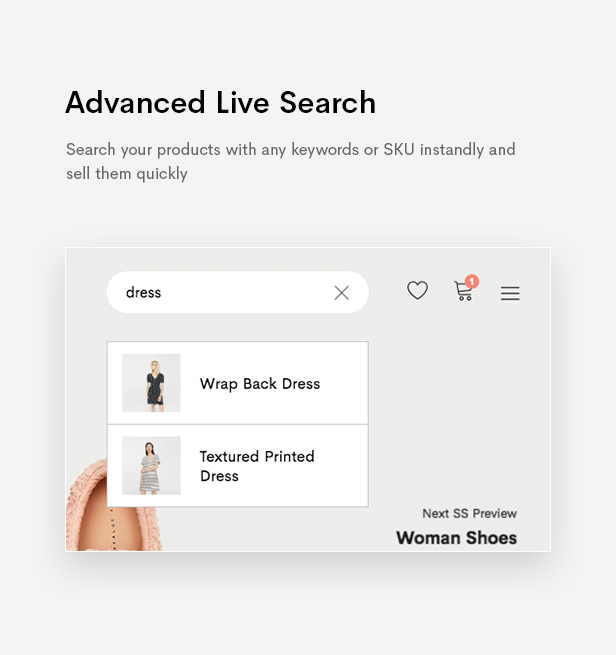 Advanced Live Search
Search your products with any keywords or SKU instandly and
sell them quickly
dress
1
Wrap Back Dress
Textured Printed
Dress
Next SS Preview
Woman Shoes